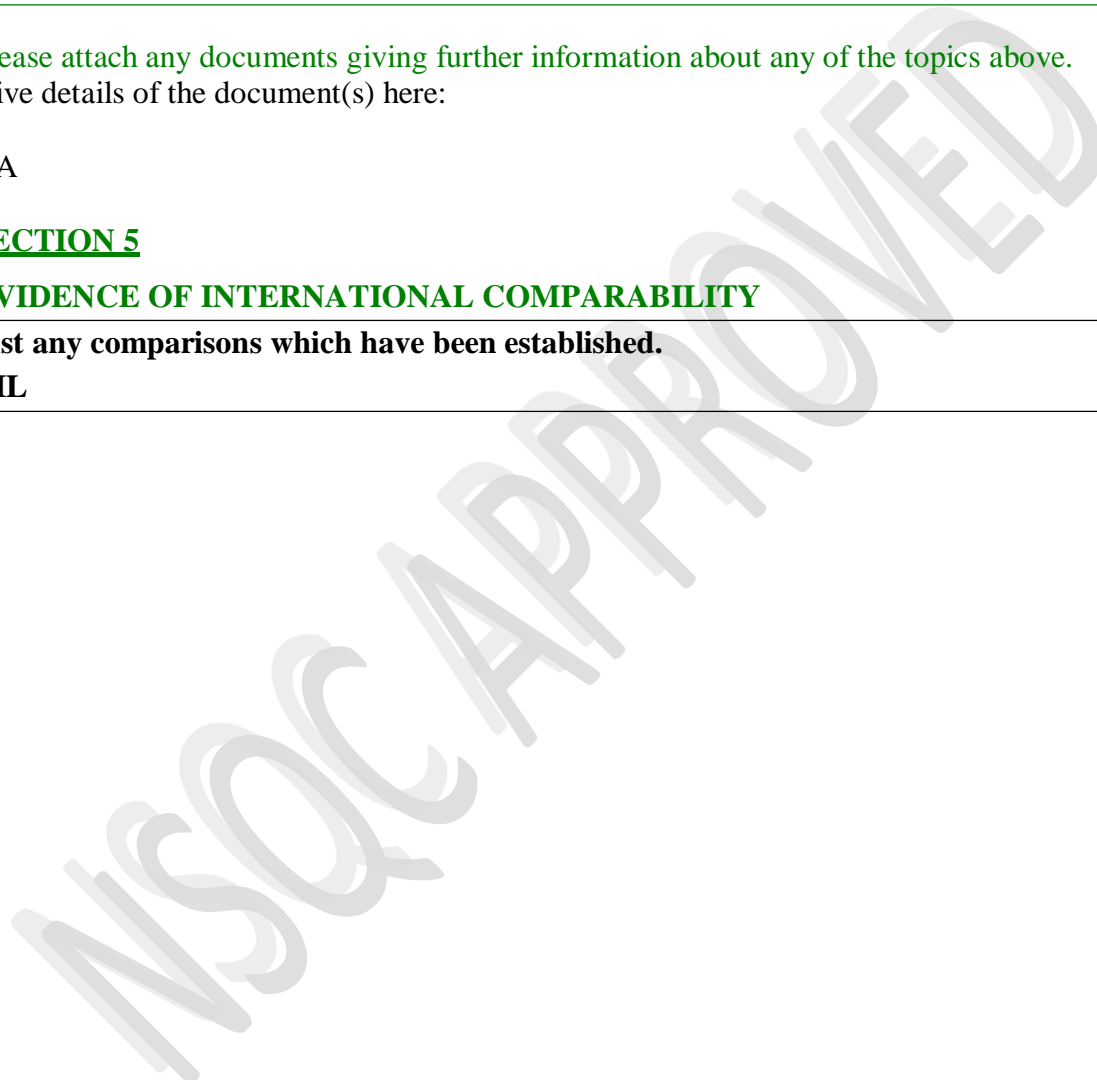 ease attach any documents giving further information about any of the topics above.
ive details of the document(s) here:
A
ECTION 5
VIDENCE OF INTERNATIONAL COMPARABILITY
st any comparisons which have been established.
IL
NSQC APPROVED